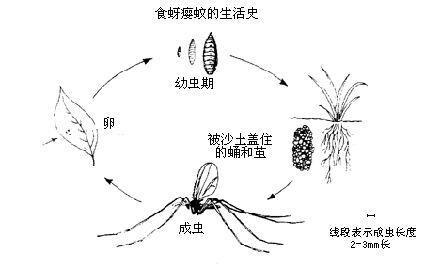 食蚜瘿蚊的生活史
幼虫期
卵
被沙土盖住
的蛹和茧
成虫
线段表示成虫长度
2-3mm长